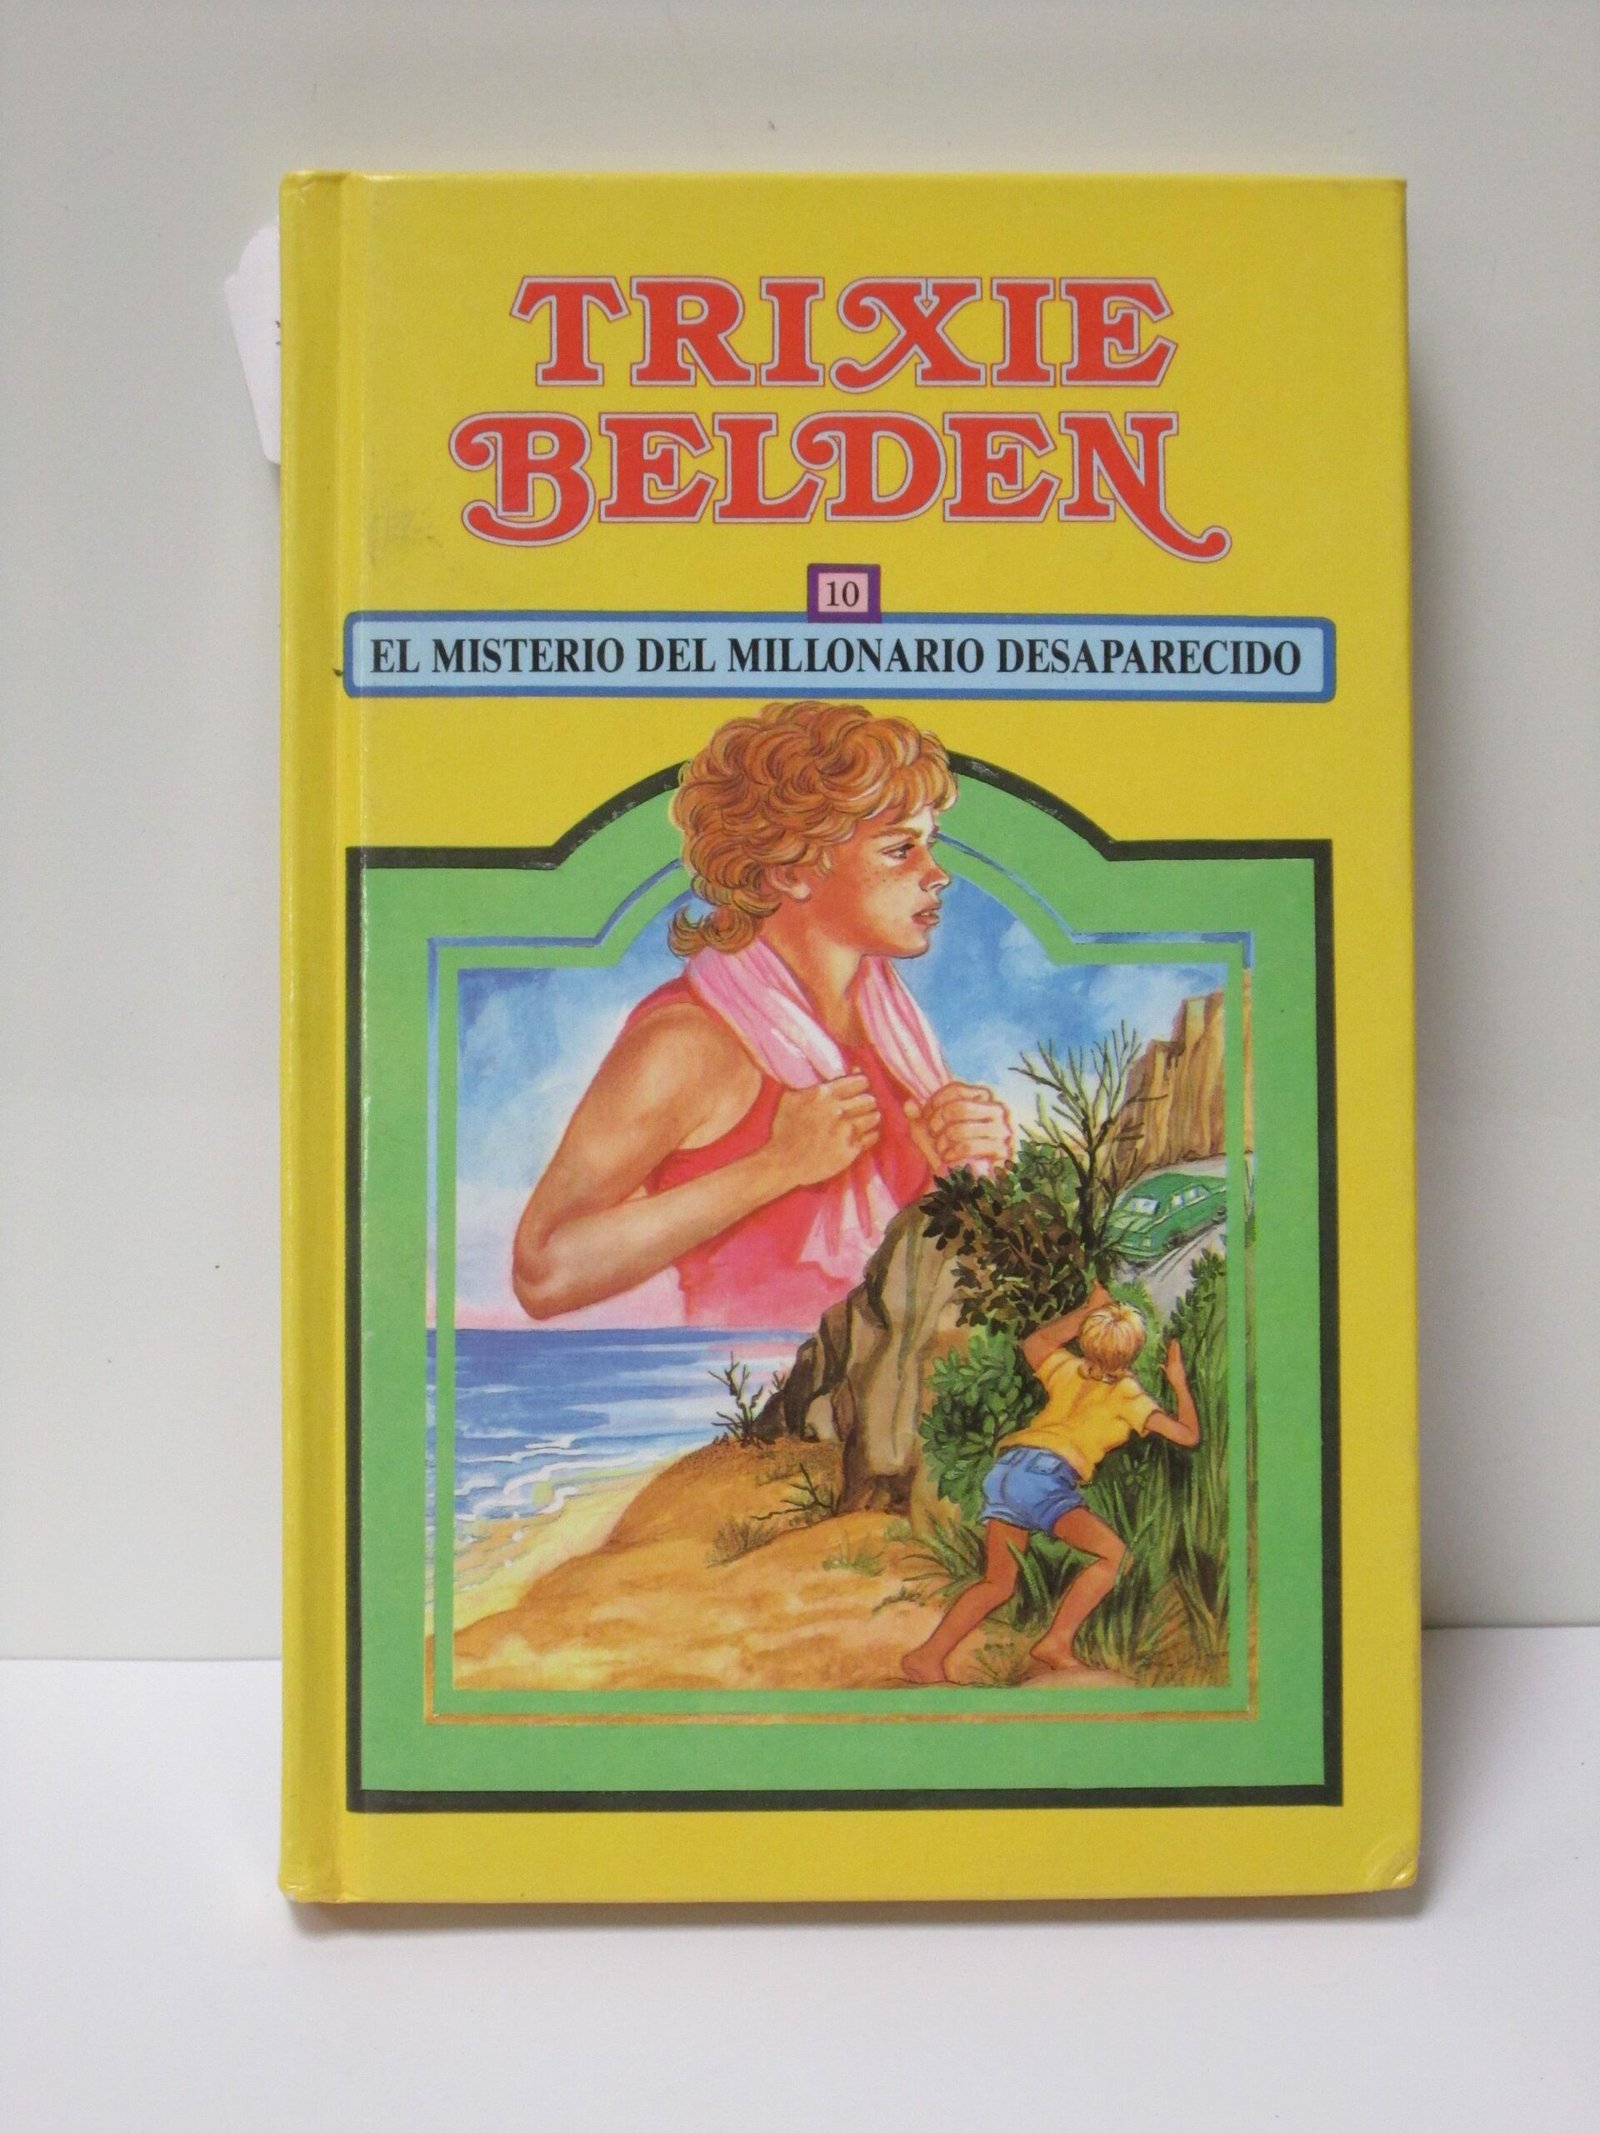 TRIXIE
BELDEN
10
EL MISTERIO DEL MILLONARIO DESAPARECIDO